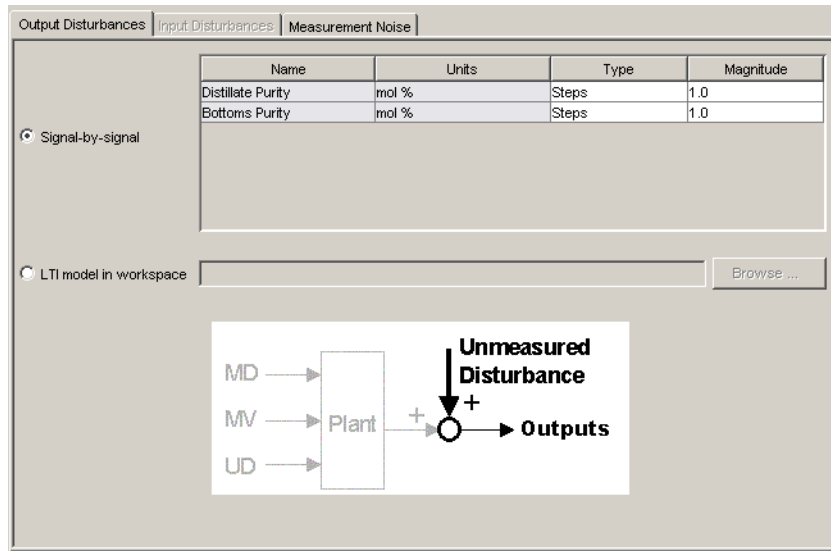 Output Disturbances Input Disturbances Measurement Noise
Name Units Type Magnitude
Distillate Purity mol % Steps 1.0
Bottoms Purity mol % Steps 1.0
Signal-by-signal
LTI model in workspace Browse ...
Unmeasured
Disturbance
MD
+
MV Plant + Outputs
UD